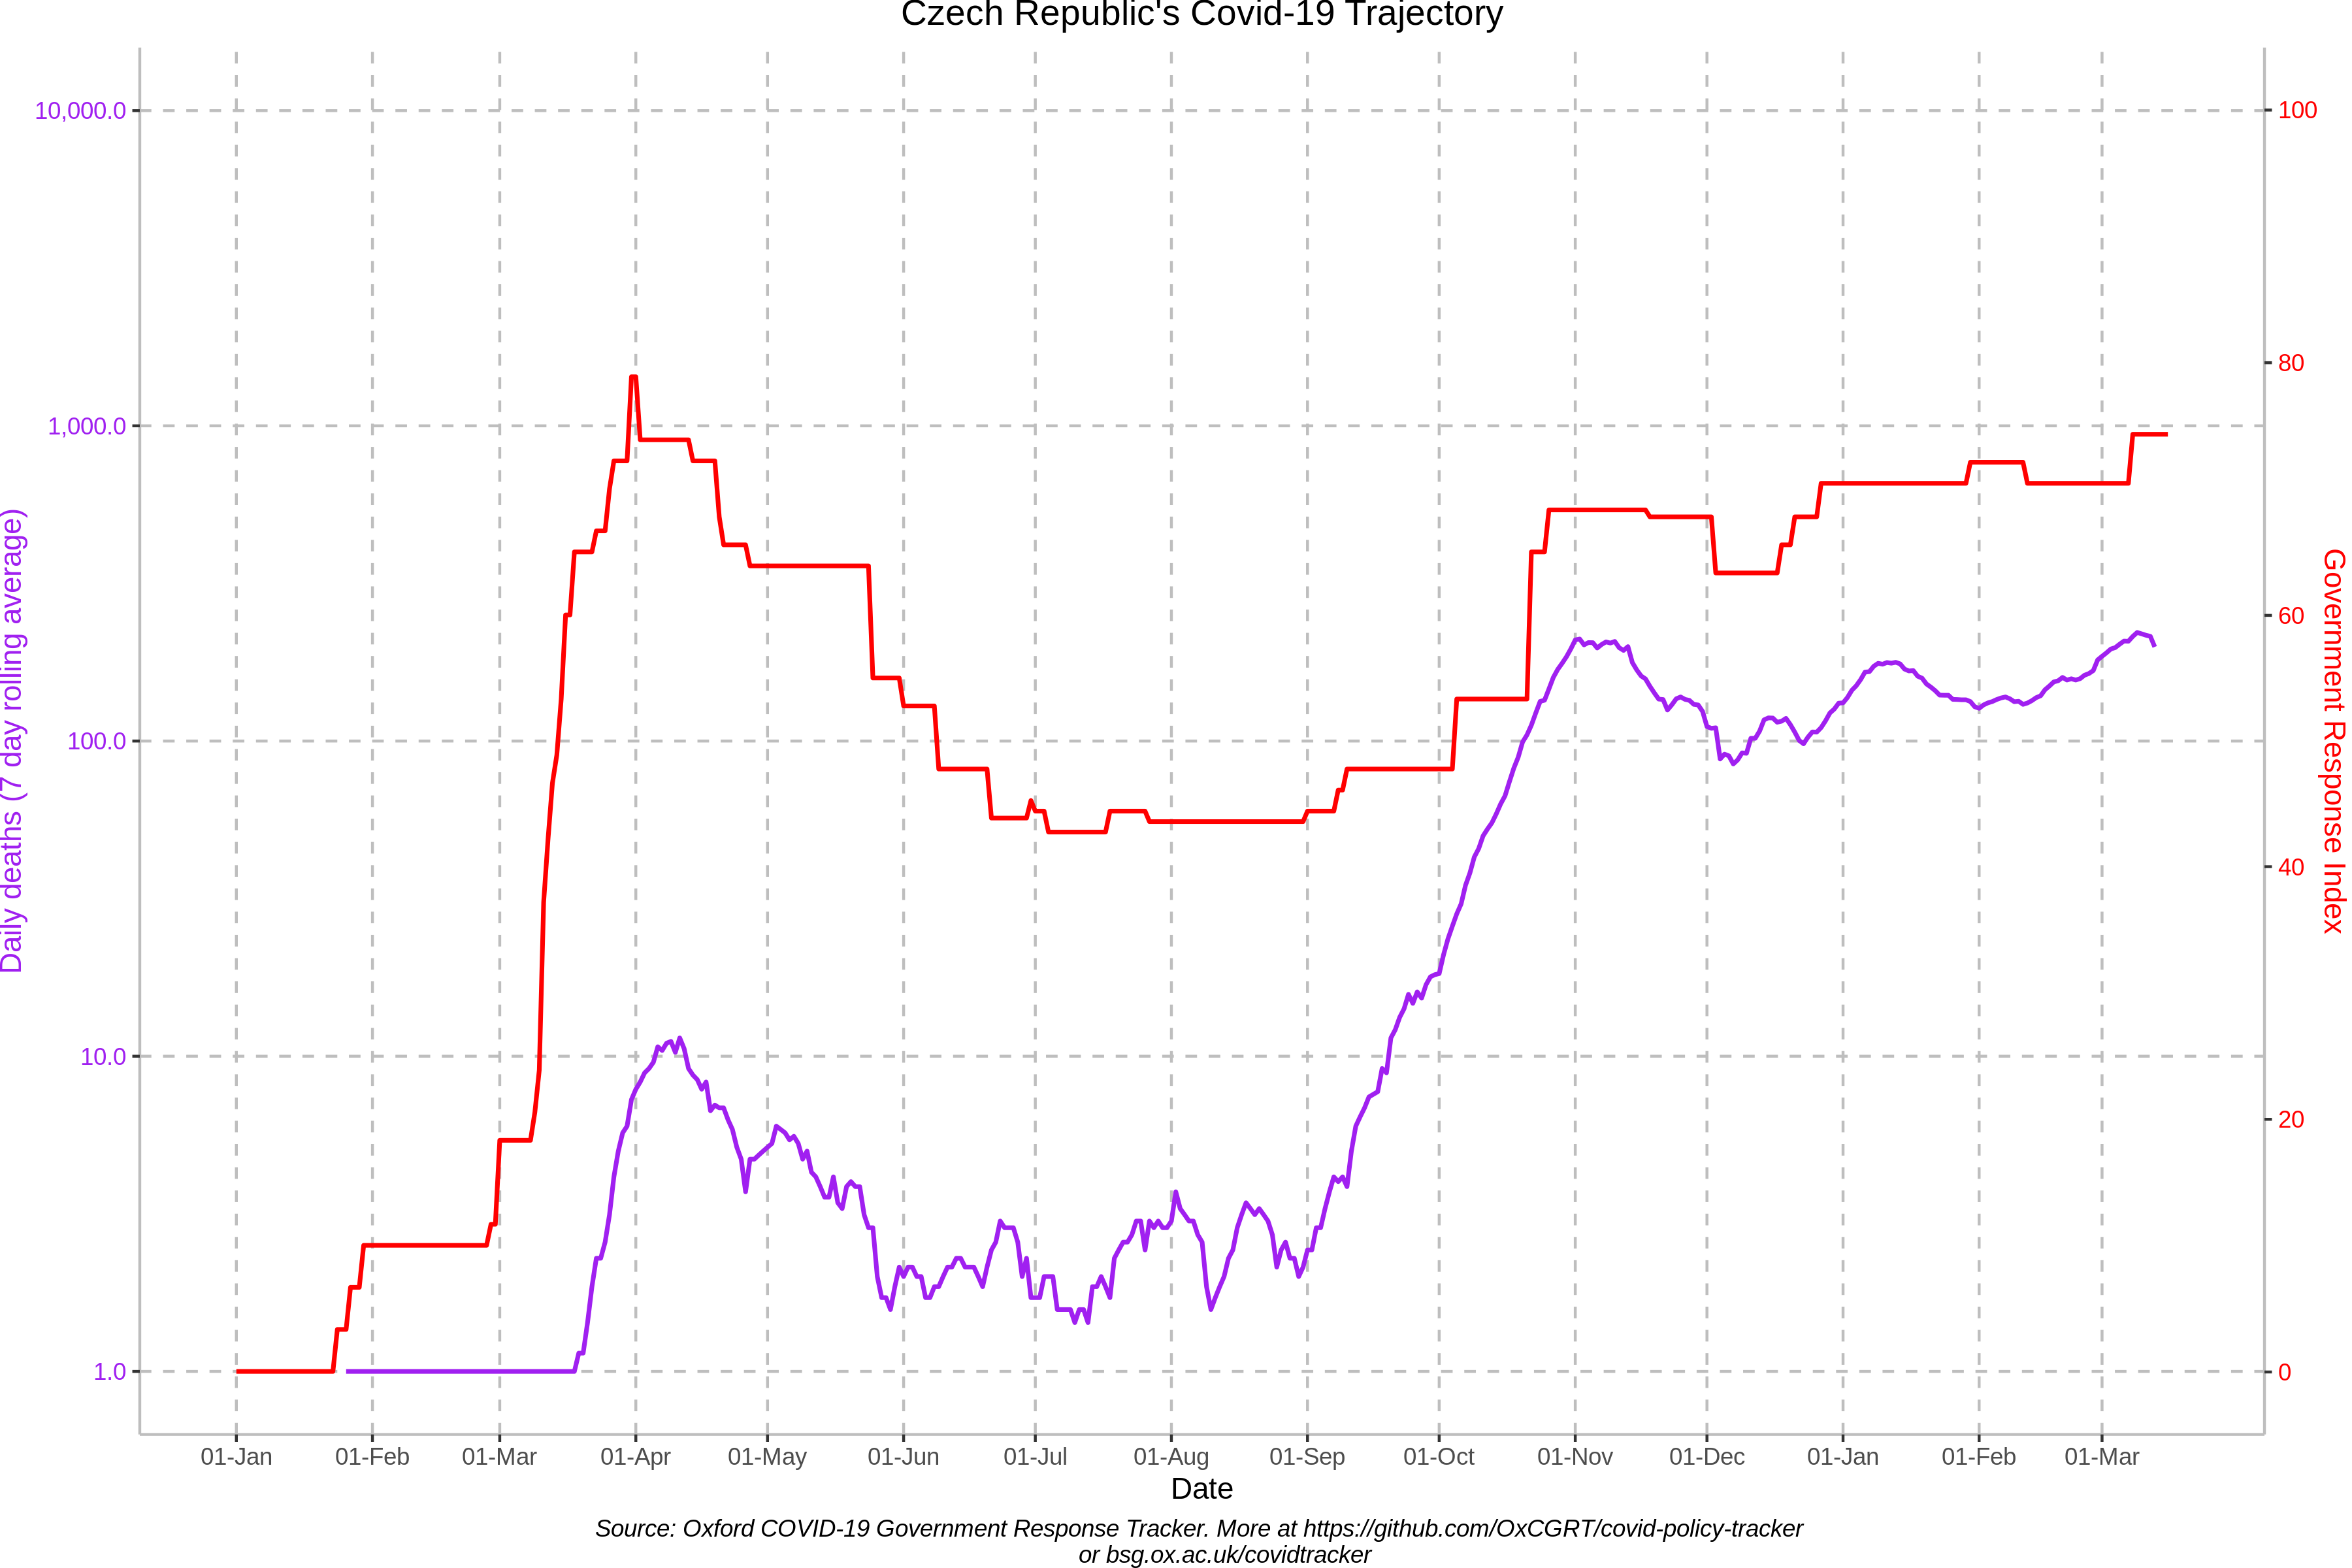 Czech Republic's Covid-19 Trajectory
10,000.0
1,000.0
100.0
10.0
1.0
Daily deaths (7 day rolling average)
100
80
60
40
20
0
Government Response Index
01-Jan 01-Feb 01-Mar 01-Apr 01-May 01-Jun 01-Jul 01-Aug 01-Sep 01-Oct 01-Nov 01-Dec 01-Jan 01-Feb 01-Mar
Date
Source: Oxford COVID-19 Government Response Tracker. More at https://github.com/OxCGRT/covid-policy-tracker
or bsg.ox.ac.uk/covidtracker